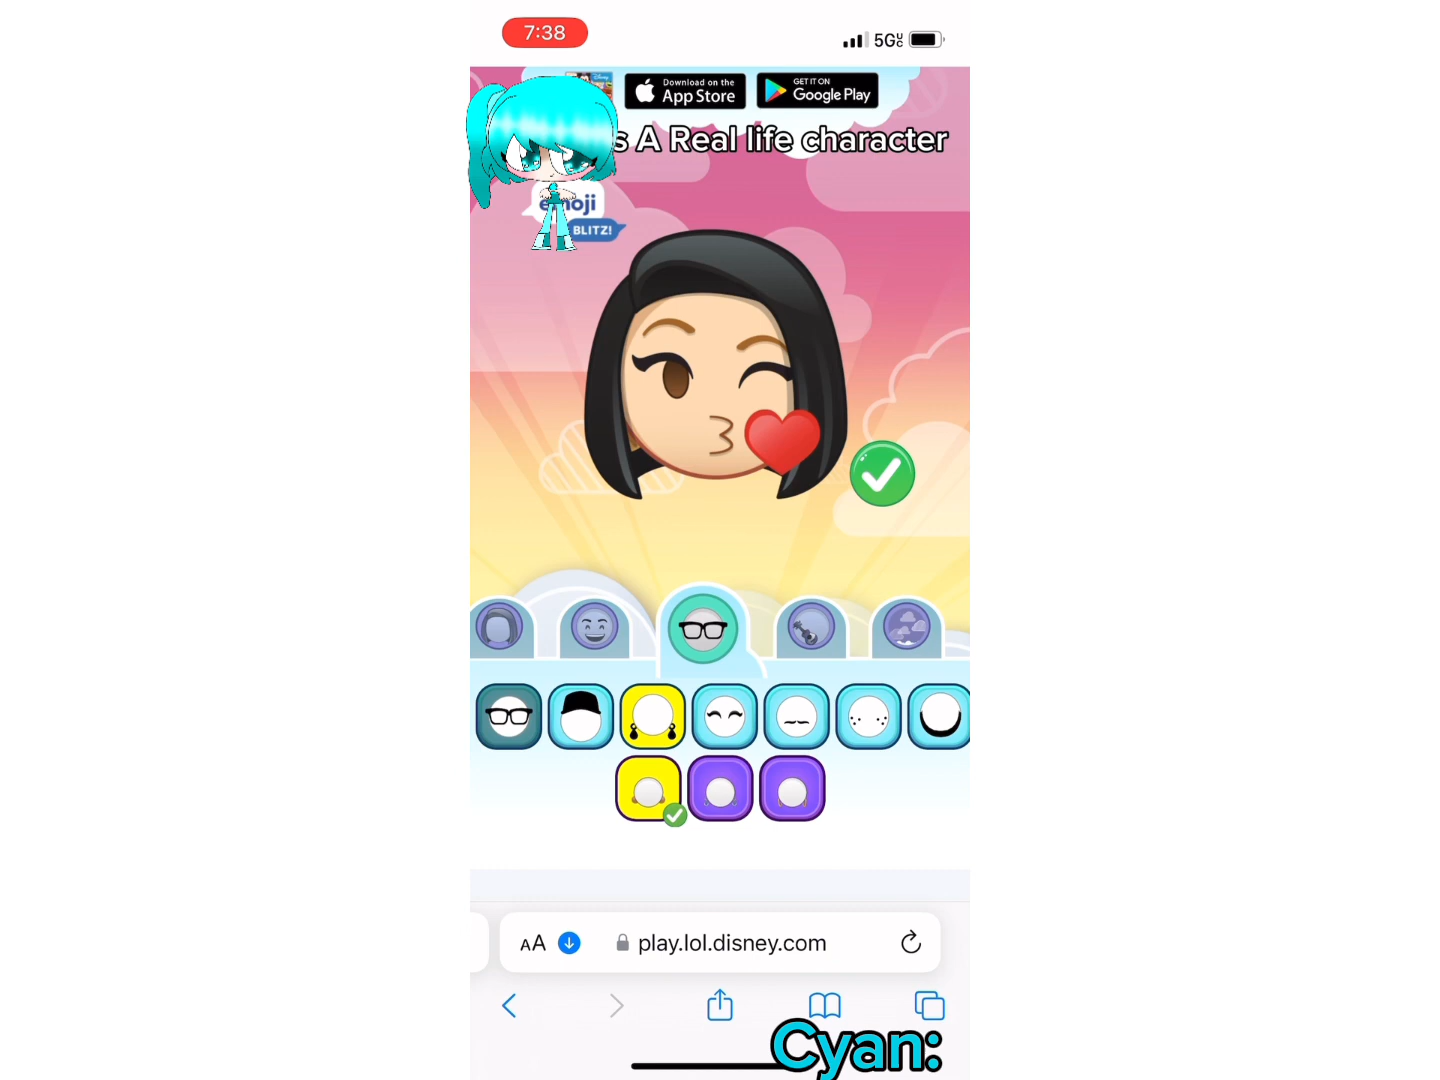 7:38
5G
Disney
Download on the
App Store
GET IT ON
Google Play
s A Real life character
emoji
BLITZ!
AA
play.lol.disney.com
Cyan: